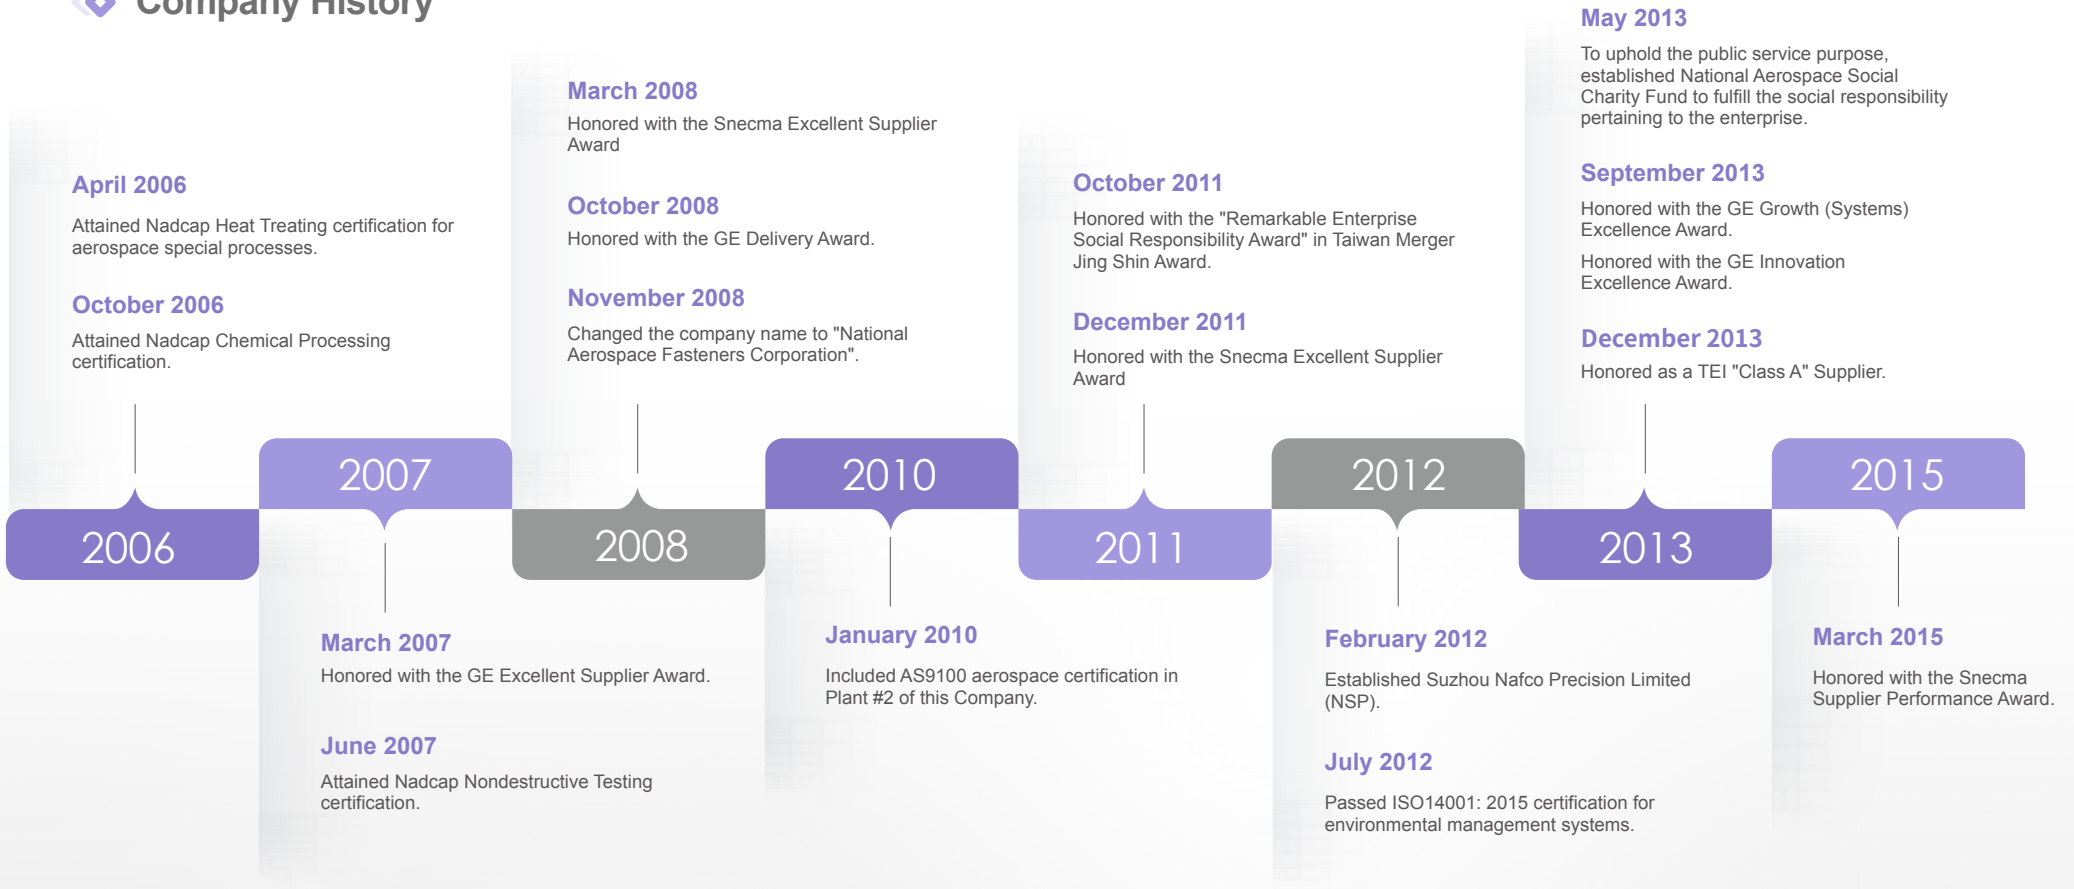 Company History
April 2006
Attained Nadcap Heat Treating certification for
aerospace special processes.
October 2006
Attained Nadcap Chemical Processing
certification.
2006
2007
March 2007
Honored with the GE Excellent Supplier Award.
June 2007
Attained Nadcap Nondestructive Testing
certification.
March 2008
Honored with the Snecma Excellent Supplier
Award
October 2008
Honored with the GE Delivery Award.
November 2008
Changed the company name to "National
Aerospace Fasteners Corporation".
2008
2010
January 2010
Included AS9100 aerospace certification in
Plant #2 of this Company.
October 2011
Honored with the "Remarkable Enterprise
Social Responsibility Award" in Taiwan Merger
Jing Shin Award.
December 2011
Honored with the Snecma Excellent Supplier
Award
2011
2012
February 2012
Established Suzhou Nafco Precision Limited
(NSP).
July 2012
Passed ISO14001: 2015 certification for
environmental management systems.
May 2013
To uphold the public service purpose,
established National Aerospace Social
Charity Fund to fulfill the social responsibility
pertaining to the enterprise.
September 2013
Honored with the GE Growth (Systems)
Excellence Award.
Honored with the GE Innovation
Excellence Award.
December 2013
Honored as a TEI "Class A" Supplier.
2013
2015
March 2015
Honored with the Snecma
Supplier Performance Award.